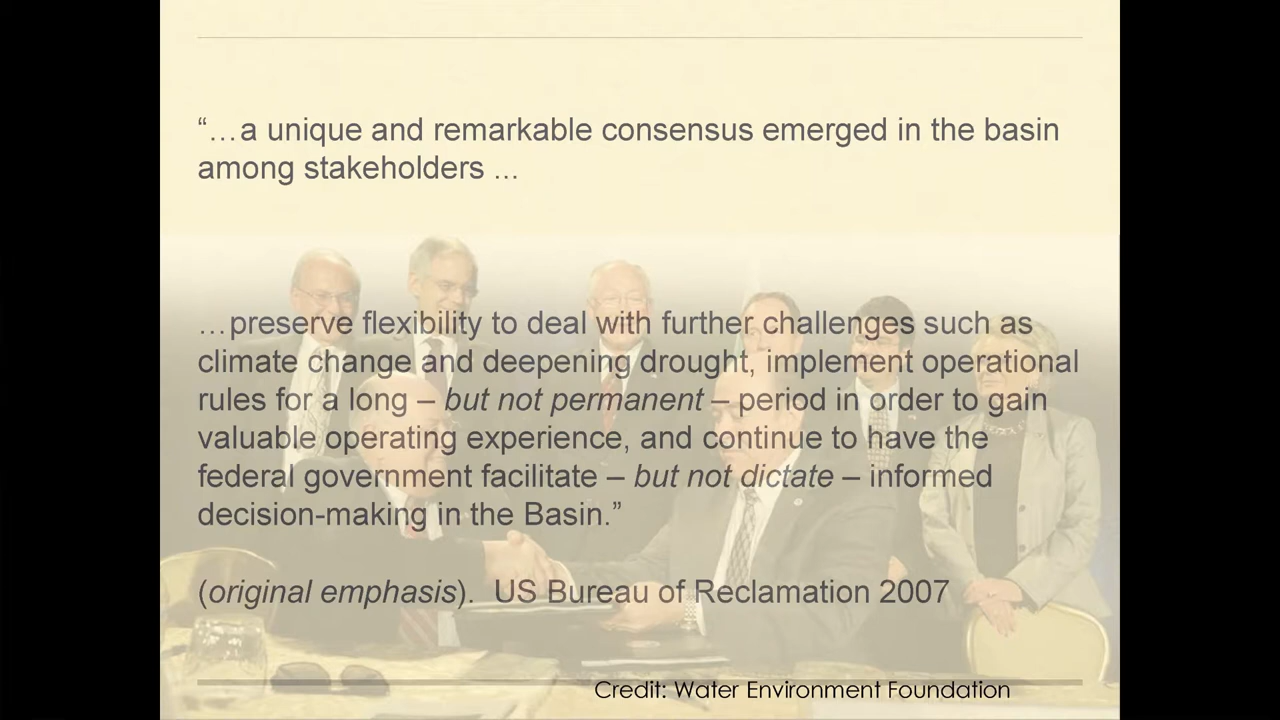 “…a unique and remarkable consensus emerged in the basin
among stakeholders ...
…preserve flexibility to deal with further challenges such as
climate change and deepening drought, implement operational
rules for a long – but not permanent – period in order to gain
valuable operating experience, and continue to have the
federal government facilitate – but not dictate – informed
decision-making in the Basin.”
(original emphasis).  US Bureau of Reclamation 2007
Credit: Water Environment Foundation